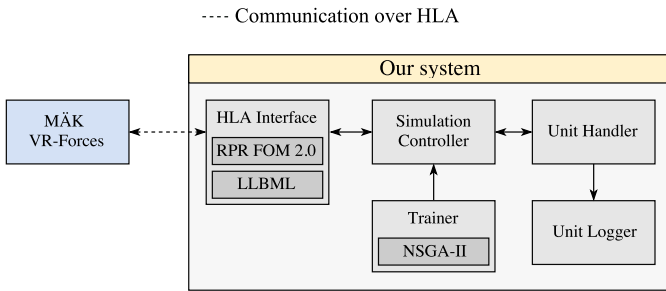 Communication over HLA
Our system
MÄK
VR-Forces
HLA Interface
RPR FOM 2.0
LLBML
Simulation
Controller
Unit Handler
Trainer
NSGA-II
Unit Logger